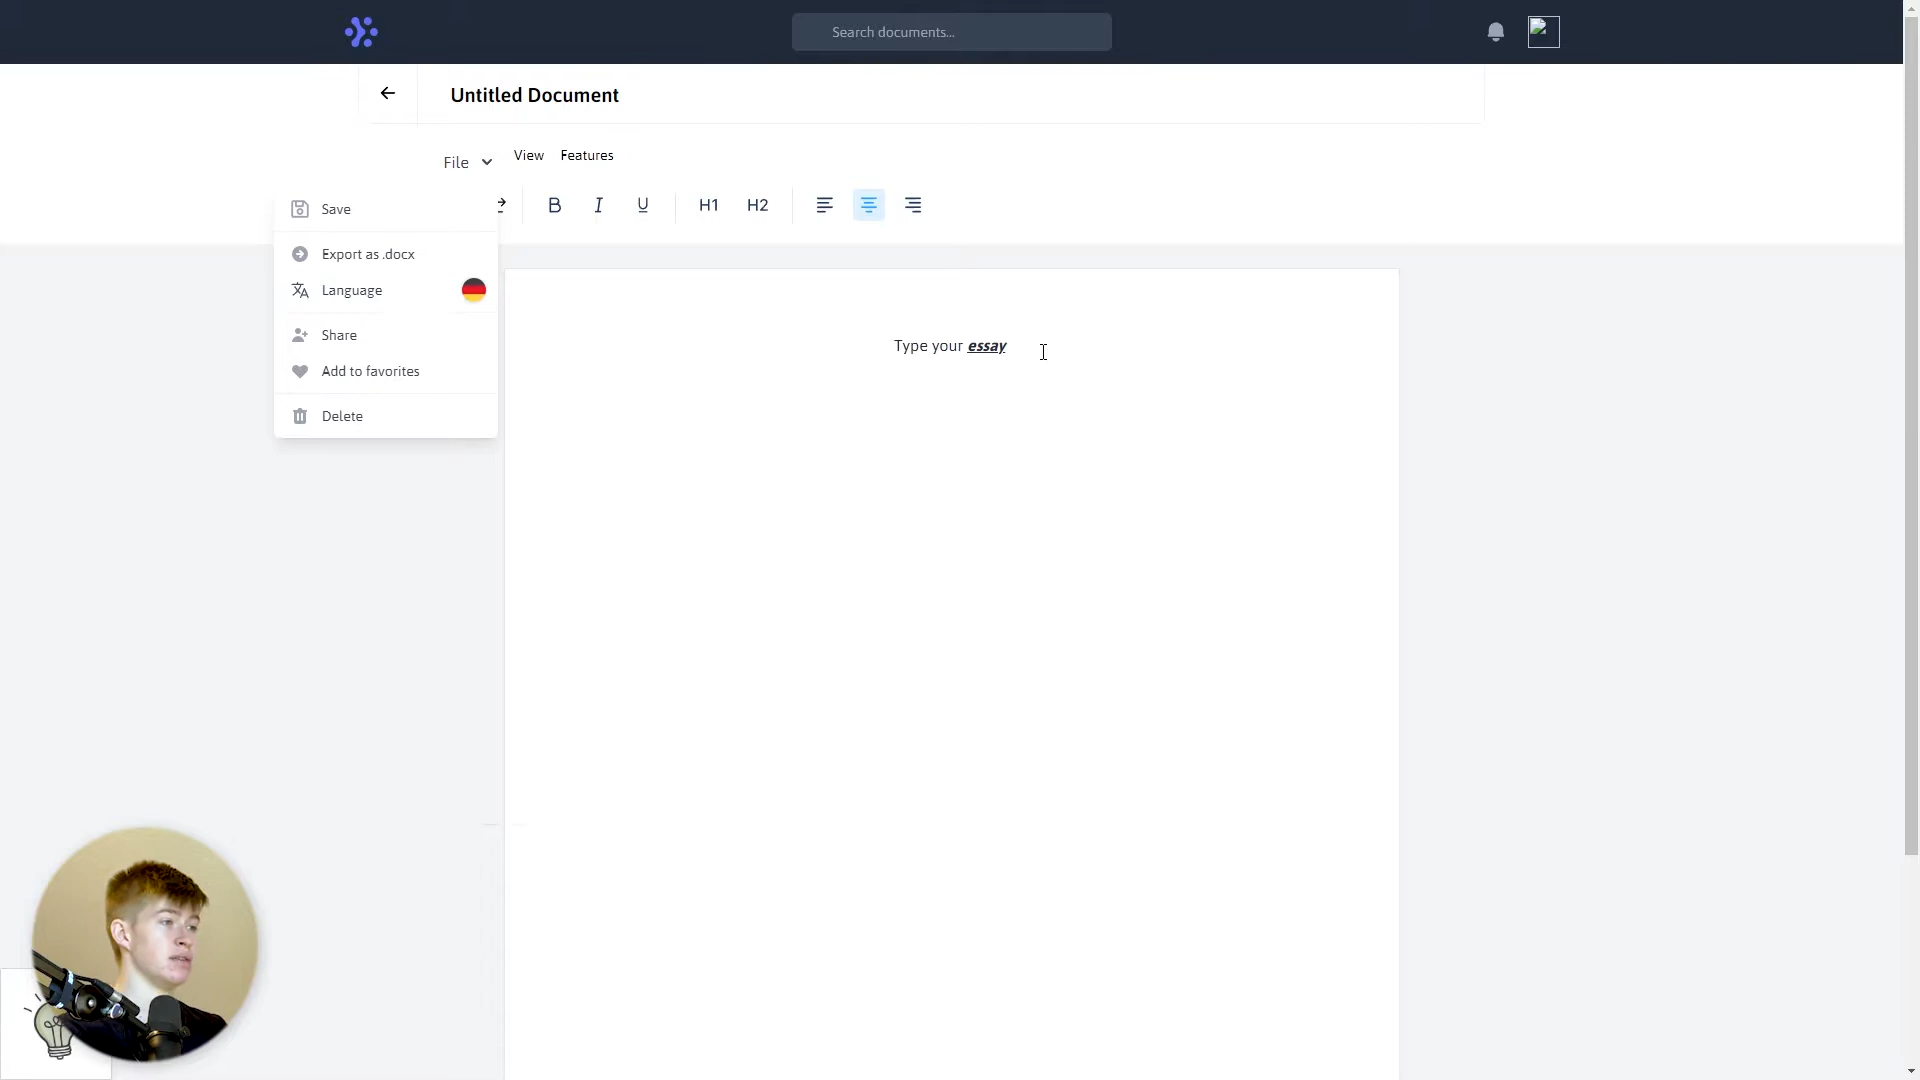 Search documents...
Untitled Document
File
View
Features
B
I
U
H1
H2
Save
Export as .docx
Language
Share
Add to favorites
Delete
Type your essay